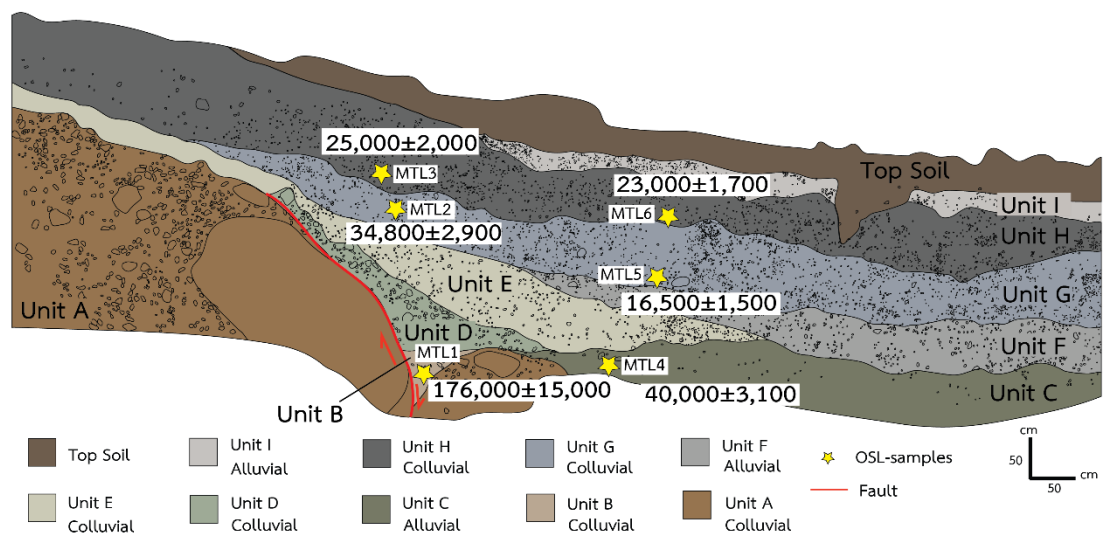 25,000±2,000
MTL3
Top Soil
23,000±1,700
MTL2
MTL6
Unit I
34,800±2,900
Unit H
Unit E
MTL5
Unit G
16,500±1,500
Unit A
Unit D
Unit F
MTL1
MTL4
176,000±15,000
40,000±3,100
Unit C
Unit B
cm
50
cm
50
Top Soil
Unit I
Alluvial
Unit H
Colluvial
Unit G
Colluvial
Unit F
Alluvial
OSL-samples
Unit E
Colluvial
Unit D
Colluvial
Unit C
Alluvial
Unit B
Colluvial
Unit A
Colluvial
Fault